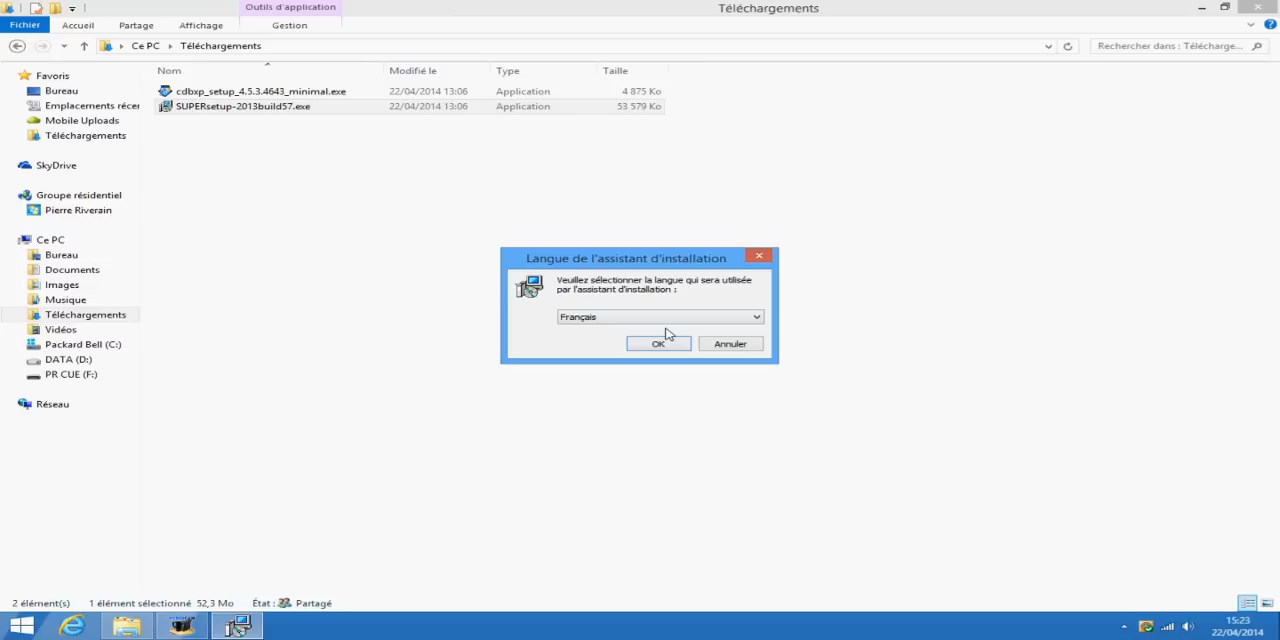 Outils d'application
Téléchargements
Fichier
Accueil
Partage
Affichage
Gestion
Ce PC
Téléchargements
Rechercher dans : Télécharge...
Nom
Modifié le
Type
Taille
cdbxp_setup_4.5.3.4643_minimal.exe
22/04/2014 13:06
Application
4 875 Ko
SUPERsetup-2013build57.exe
22/04/2014 13:06
Application
53 579 Ko
Favoris
Bureau
Emplacements récer
Mobile Uploads
Téléchargements
SkyDrive
Groupe résidentiel
Pierre Riverain
Ce PC
Bureau
Documents
Images
Musique
Téléchargements
Vidéos
Packard Bell (C:)
DATA (D:)
PR CUE (F:)
Réseau
Langue de l'assistant d'installation
Veuillez sélectionner la langue qui sera utilisée
par l'assistant d'installation :
Français
OK
Annuler
2 élément(s)
1 élément sélectionné 52,3 Mo
État : Partagé
15:23
22/04/2014